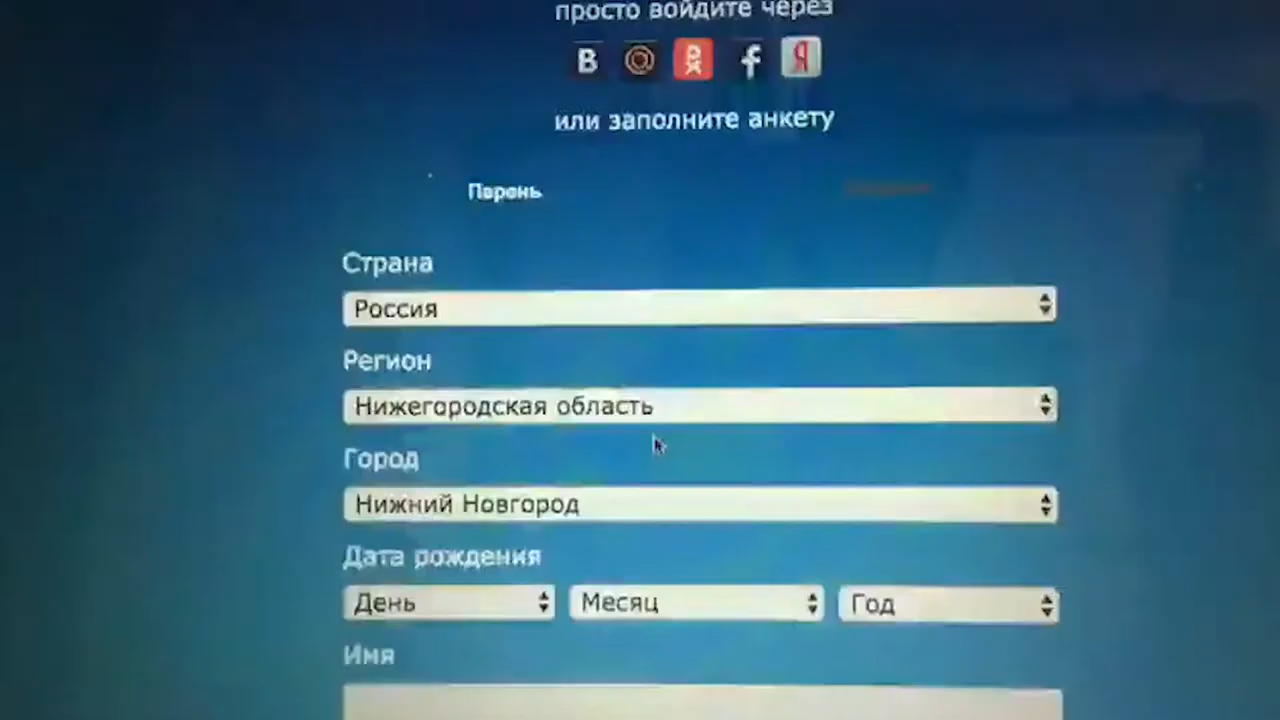 просто войдите через
или заполните анкету
Парень
Страна
Россия
Регион
Нижегородская область
Город
Нижний Новгород
Дата рождения
День Месяц Год
Имя